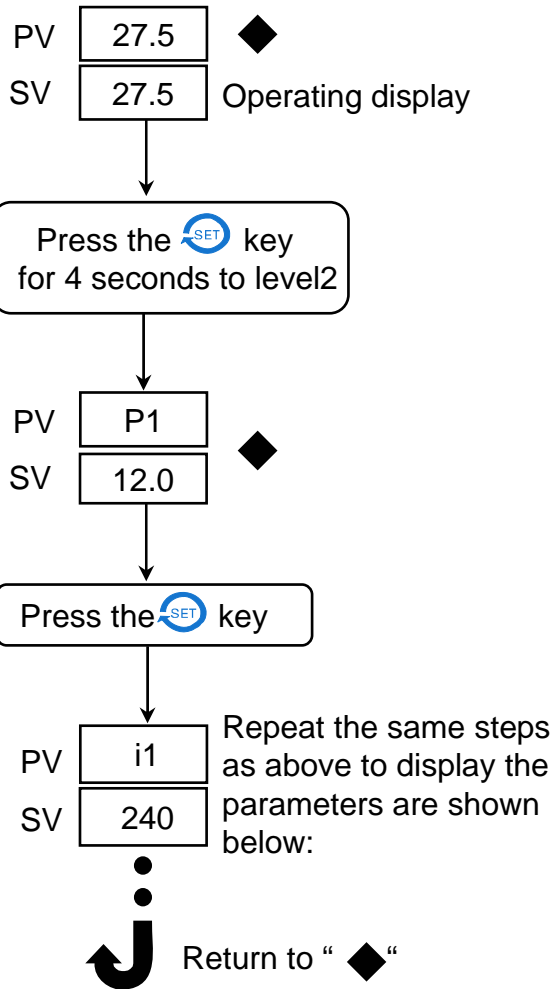 PV 27.5 ◆
SV 27.5 Operating display
Press the SET key
for 4 seconds to level2
PV P1
◆
SV 12.0
Press the SET key
PV i1
SV 240
Repeat the same steps
as above to display the
parameters are shown
below:
Return to “ ◆“